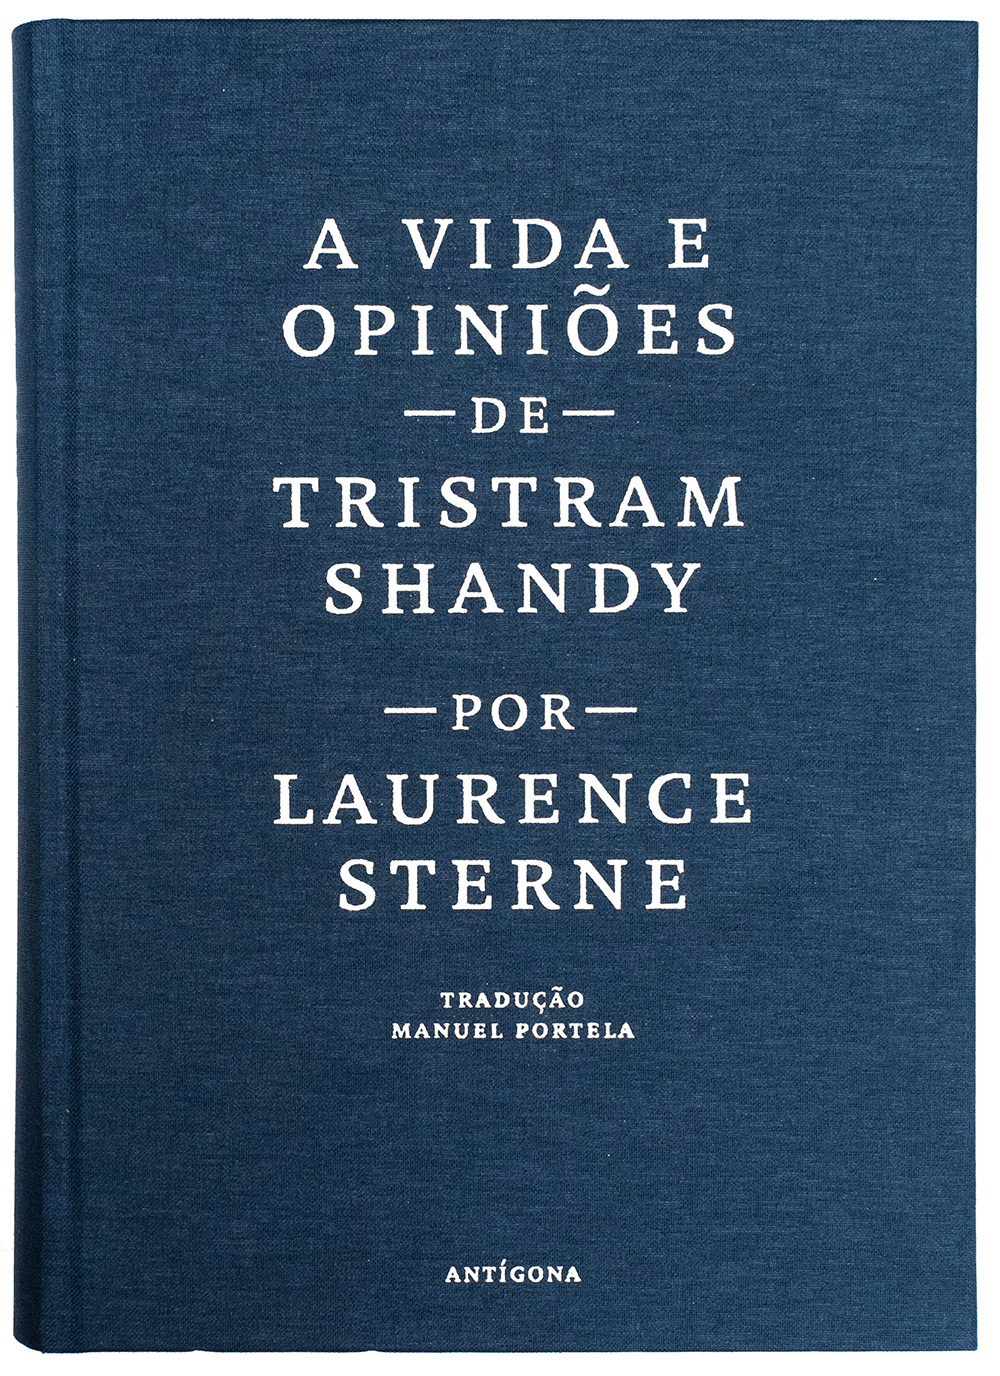 A VIDA E
OPINIÕES
—DE—
TRISTRAM
SHANDY
—POR—
LAURENCE
STERNE
TRADUÇÃO
MANUEL PORTELA
ANTÍGONA